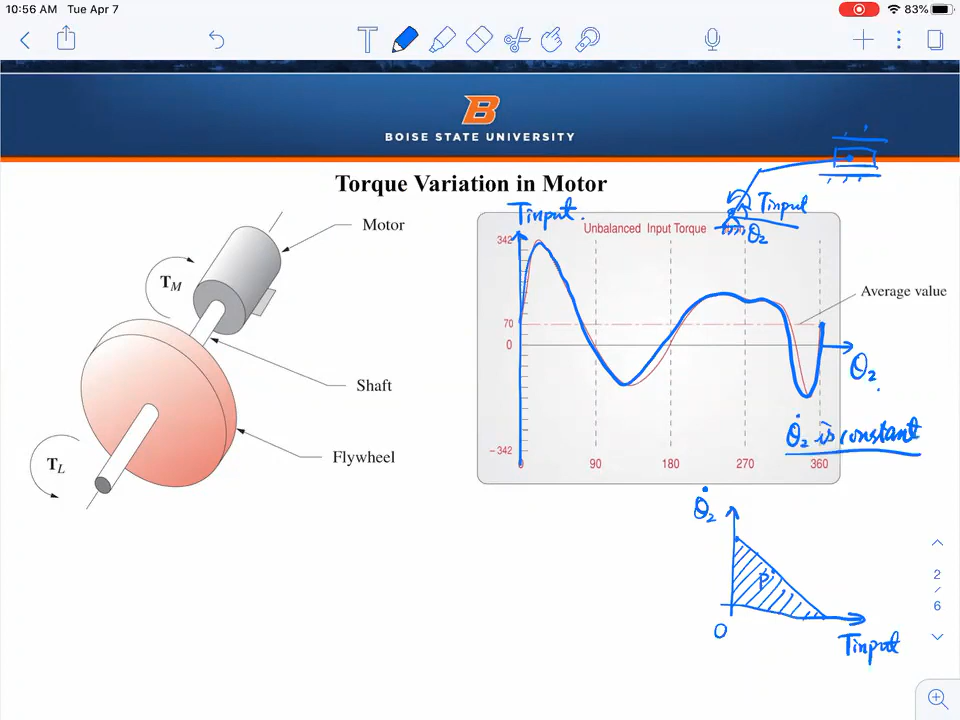 10:56 AM Tue Apr 7
83%
T
B
BOISE STATE UNIVERSITY
Torque Variation in Motor
Motor
T_M
Shaft
Flywheel
T_L
Tinput
Tinput
θ2
Unbalanced Input Torque
342
70
0
-342
0 90 180 270 360
Average value
θ2
θ̇2 is constant
θ̇2
P
0
Tinput
2
/
6